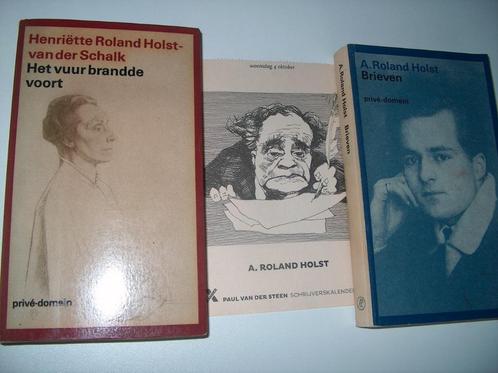 Henriëtte Roland Holst-
van der Schalk
Het vuur brandde
voort
privé-domein
woensdag 4 oktober
A. ROLAND HOLST
PAUL VAN DER STEEN SCHRIJVERSKALENDER
A. Roland Holst Brieven
A. Roland Holst
Brieven
privé-domein